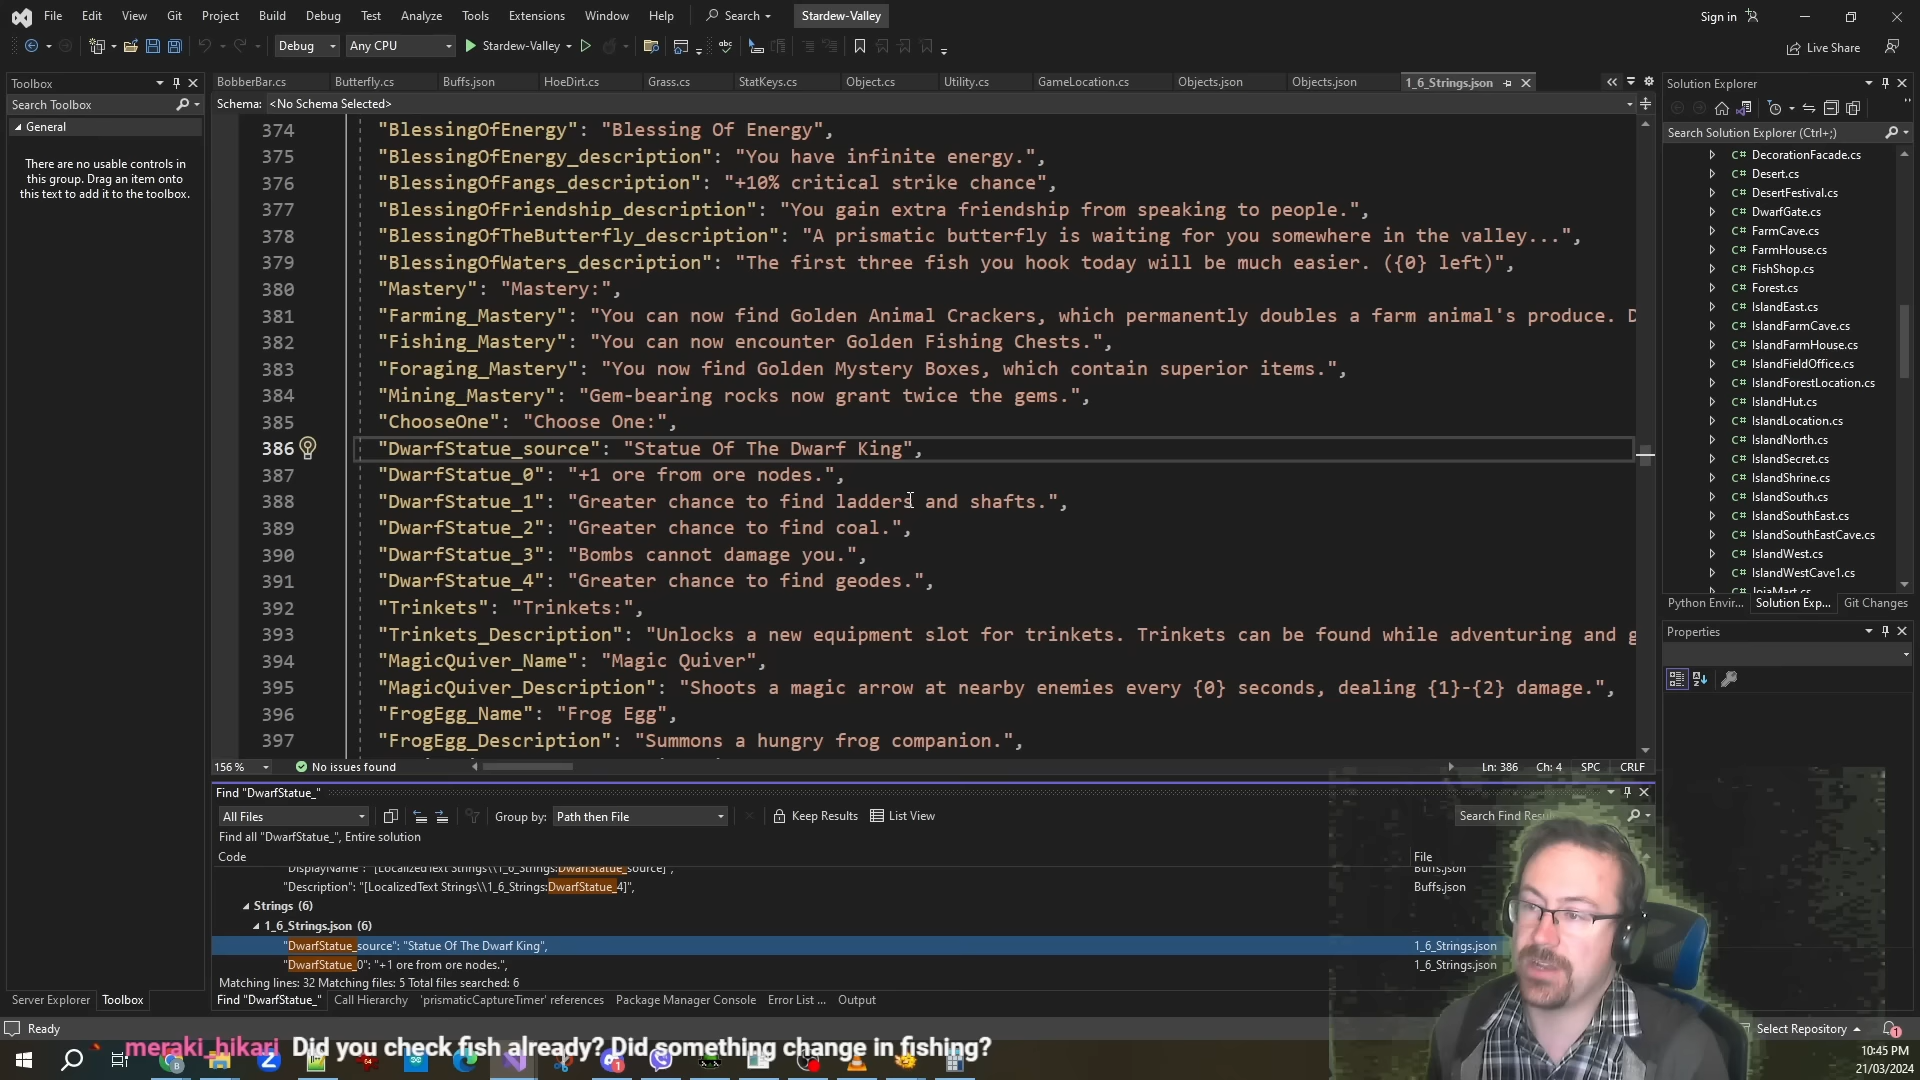 File Edit View Git Project Build Debug Test Analyze Tools Extensions Window Help Search Stardew-Valley Sign in
Debug Any CPU Stardew-Valley Live Share
Toolbox
Search Toolbox
General
There are no usable controls in
this group. Drag an item onto
this text to add it to the toolbox.
BobberBar.cs Butterfly.cs Buffs.json HoeDirt.cs Grass.cs StatKeys.cs Object.cs Utility.cs GameLocation.cs Objects.json Objects.json 1_6_Strings.json
Schema: <No Schema Selected>
374 "BlessingOfEnergy": "Blessing Of Energy",
375 "BlessingOfEnergy_description": "You have infinite energy.",
376 "BlessingOfFangs_description": "+10% critical strike chance",
377 "BlessingOfFriendship_description": "You gain extra friendship from speaking to people.",
378 "BlessingOfTheButterfly_description": "A prismatic butterfly is waiting for you somewhere in the valley...",
379 "BlessingOfWaters_description": "The first three fish you hook today will be much easier. ({0} left)",
380 "Mastery": "Mastery:",
381 "Farming_Mastery": "You can now find Golden Animal Crackers, which permanently doubles a farm animal's produce. D
382 "Fishing_Mastery": "You can now encounter Golden Fishing Chests.",
383 "Foraging_Mastery": "You now find Golden Mystery Boxes, which contain superior items.",
384 "Mining_Mastery": "Gem-bearing rocks now grant twice the gems.",
385 "ChooseOne": "Choose One:",
386 "DwarfStatue_source": "Statue Of The Dwarf King",
387 "DwarfStatue_0": "+1 ore from ore nodes.",
388 "DwarfStatue_1": "Greater chance to find ladders and shafts.",
389 "DwarfStatue_2": "Greater chance to find coal.",
390 "DwarfStatue_3": "Bombs cannot damage you.",
391 "DwarfStatue_4": "Greater chance to find geodes.",
392 "Trinkets": "Trinkets:",
393 "Trinkets_Description": "Unlocks a new equipment slot for trinkets. Trinkets can be found while adventuring and g
394 "MagicQuiver_Name": "Magic Quiver",
395 "MagicQuiver_Description": "Shoots a magic arrow at nearby enemies every {0} seconds, dealing {1}-{2} damage.",
396 "FrogEgg_Name": "Frog Egg",
397 "FrogEgg_Description": "Summons a hungry frog companion.",
156 % No issues found Ln: 386 Ch: 4 SPC CRLF
Solution Explorer
Search Solution Explorer (Ctrl+;)
C# DecorationFacade.cs
C# Desert.cs
C# DesertFestival.cs
C# DwarfGate.cs
C# FarmCave.cs
C# FarmHouse.cs
C# FishShop.cs
C# Forest.cs
C# IslandEast.cs
C# IslandFarmCave.cs
C# IslandFarmHouse.cs
C# IslandFieldOffice.cs
C# IslandForestLocation.cs
C# IslandHut.cs
C# IslandLocation.cs
C# IslandNorth.cs
C# IslandSecret.cs
C# IslandShrine.cs
C# IslandSouth.cs
C# IslandSouthEast.cs
C# IslandSouthEastCave.cs
C# IslandWest.cs
C# IslandWestCave1.cs
C# JojaMart.cs
Python Envir... Solution Exp... Git Changes
Properties
Find "DwarfStatue_"
All Files Group by: Path then File Keep Results List View Search Find Resul
Find all "DwarfStatue_", Entire solution
Code File
"DisplayName": "[LocalizedText Strings\\1_6_Strings:DwarfStatue_source]", Buffs.json
"Description": "[LocalizedText Strings\\1_6_Strings:DwarfStatue_4]", Buffs.json
Strings (6)
1_6_Strings.json (6)
"DwarfStatue_source": "Statue Of The Dwarf King", 1_6_Strings.json
"DwarfStatue_0": "+1 ore from ore nodes.", 1_6_Strings.json
Matching lines: 32 Matching files: 5 Total files searched: 6
Server Explorer Toolbox Find "DwarfStatue_" Call Hierarchy 'prismaticCaptureTimer' references Package Manager Console Error List ... Output
Ready Select Repository 1
meraki_hikari Did you check fish already? Did something change in fishing?
10:45 PM
21/03/2024